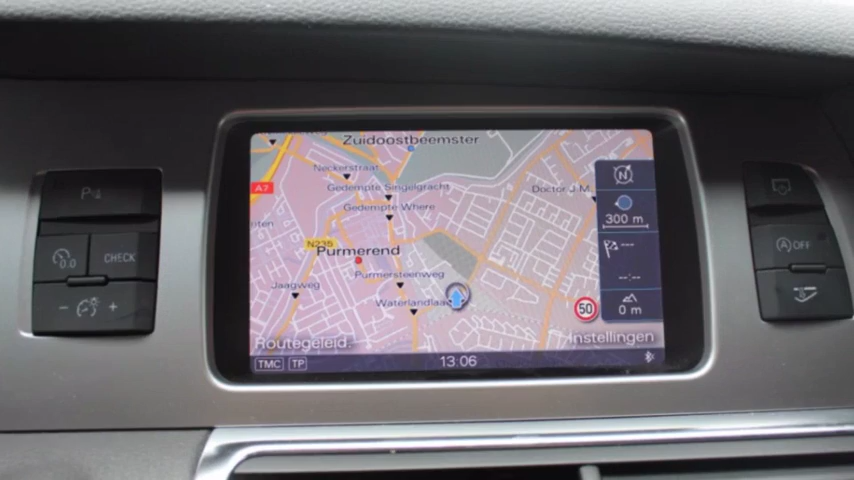 Zuidoostbeemster
Neckerstraat
Gedempte Singelgracht
Doctor J.M.
A7
Gedempte Where
300 m
N235
Purmerend
Purmersteenweg
Jaagweg
Waterlandlaa
50
0 m
Routegeleid.
Instellingen
TMC TP
13:06
P
0.0
CHECK
- +
N
A OFF
--:--